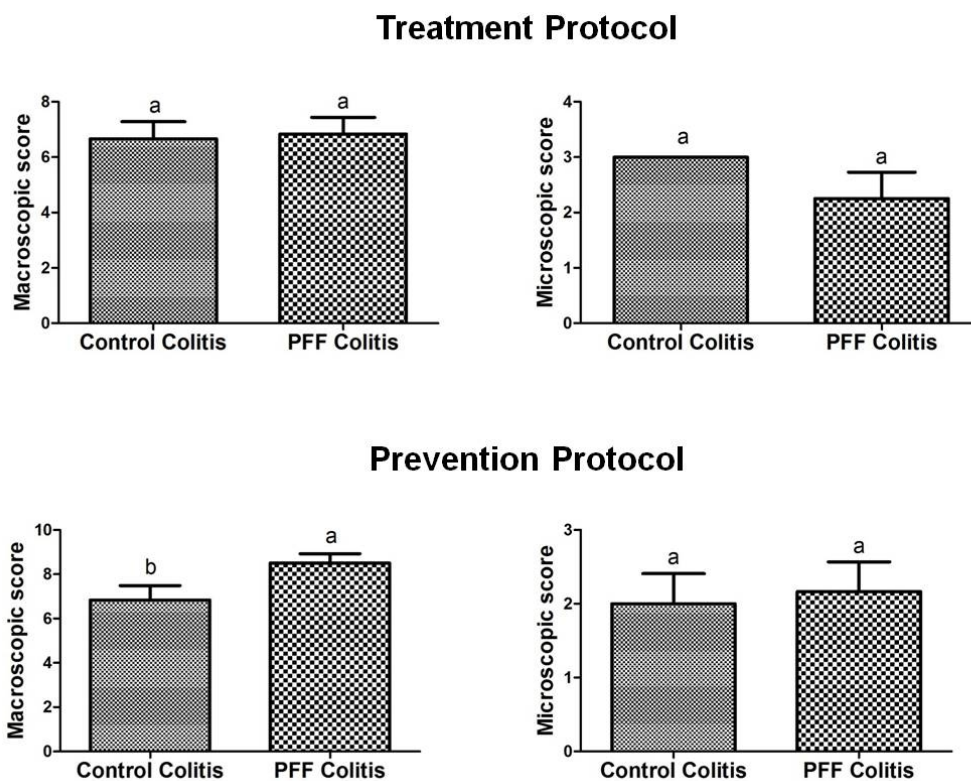 Treatment Protocol
Macroscopic score
8
6
4
2
0
a
a
Control Colitis
PFF Colitis
Microscopic score
4
3
2
1
0
a
a
Control Colitis
PFF Colitis
Prevention Protocol
Macroscopic score
10
8
6
4
2
0
b
a
Control Colitis
PFF Colitis
Microscopic score
3
2
1
0
a
a
Control Colitis
PFF Colitis